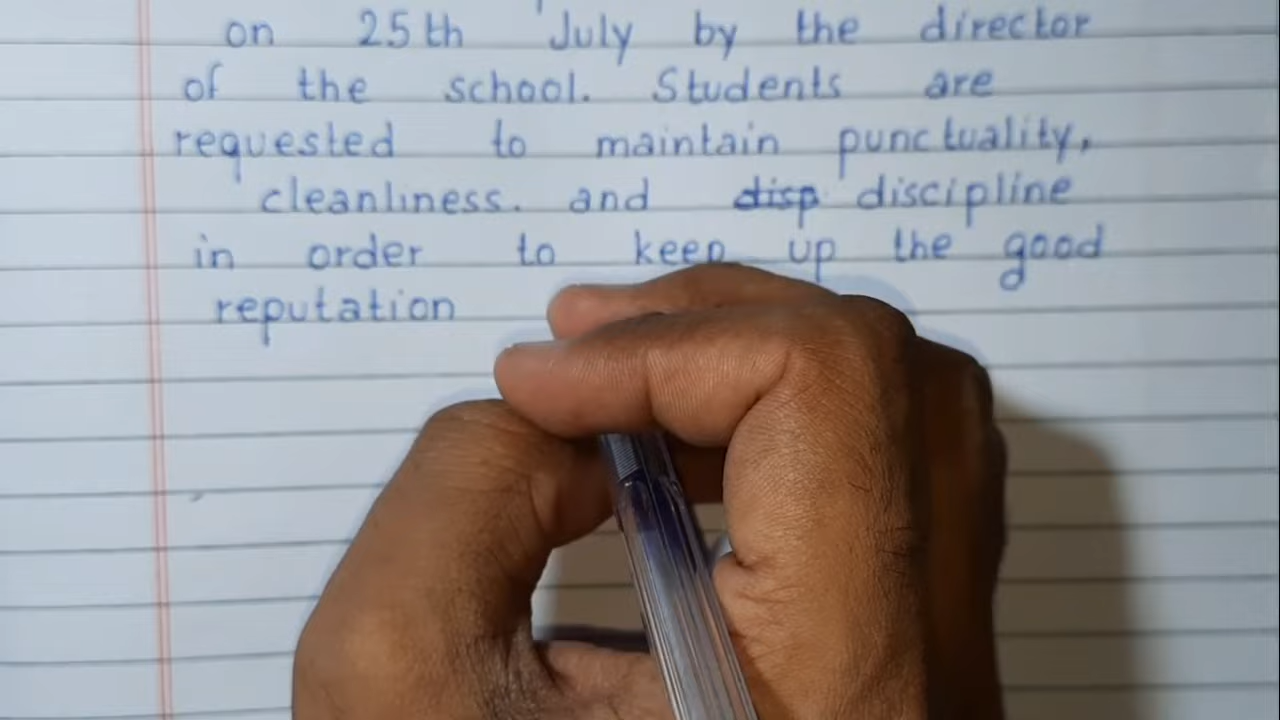 on 25th July by the director
of the school. Students are
requested to maintain punctuality,
cleanliness. and disp discipline
in order to keep up the good
reputation